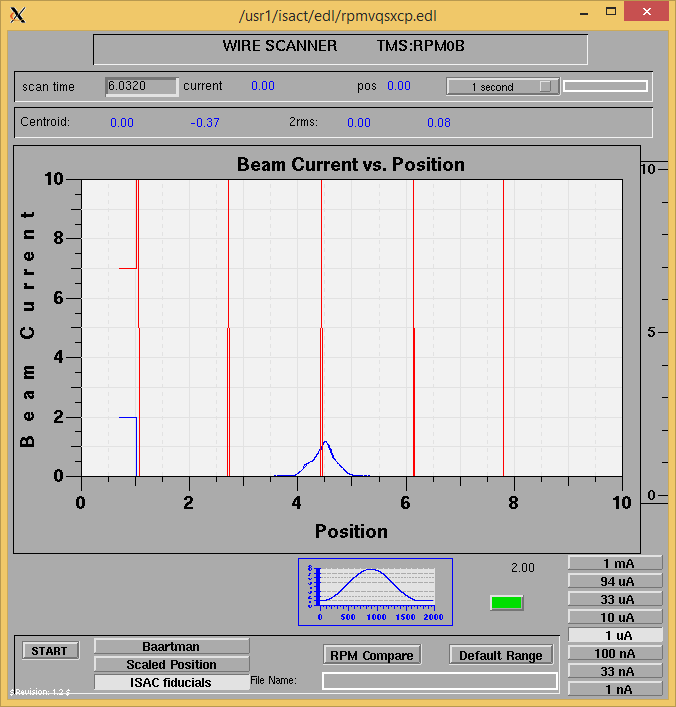 /usr1/isact/edl/rpmvqsxcp.edl
WIRE SCANNER TMS:RPM0B
scan time 6.0320 current 0.00 pos 0.00 1 second
Centroid: 0.00 -0.37 2rms: 0.00 0.08
Beam Current vs. Position
10
8
6
4
2
0
Beam Current
0 2 4 6 8 10
Position
10
5
0
8
0 500 1000 1500 2000
2.00
1 mA
94 uA
33 uA
10 uA
1 uA
100 nA
33 nA
1 nA
START
Baartman
Scaled Position
ISAC fiducials
RPM Compare Default Range
File Name:
$Revision: 1.2 $